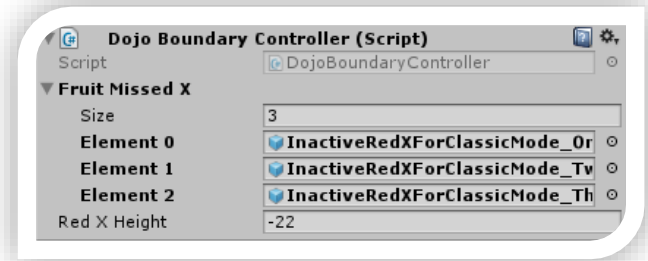 Dojo Boundary Controller (Script)
Script DojoBoundaryController
Fruit Missed X
Size 3
Element 0 InactiveRedXForClassicMode_Or
Element 1 InactiveRedXForClassicMode_Tw
Element 2 InactiveRedXForClassicMode_Th
Red X Height -22